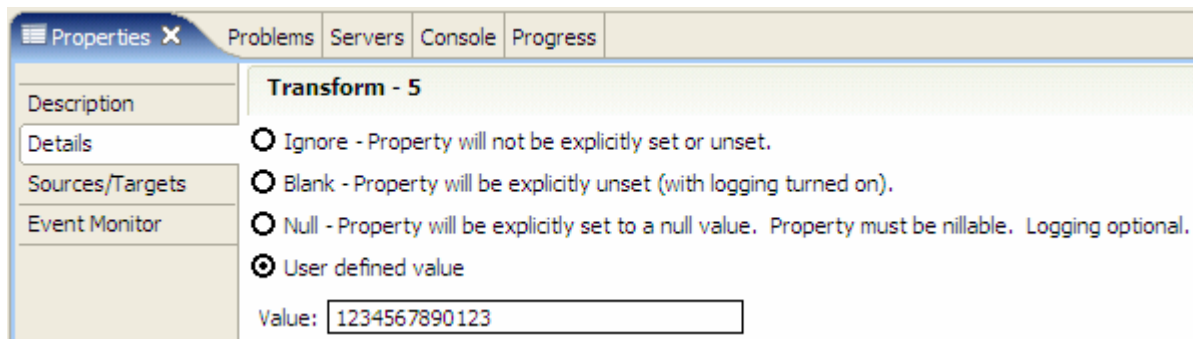 Properties Problems Servers Console Progress
Description
Details
Sources/Targets
Event Monitor
Transform - 5
Ignore - Property will not be explicitly set or unset.
Blank - Property will be explicitly unset (with logging turned on).
Null - Property will be explicitly set to a null value. Property must be nillable. Logging optional.
User defined value
Value: 1234567890123